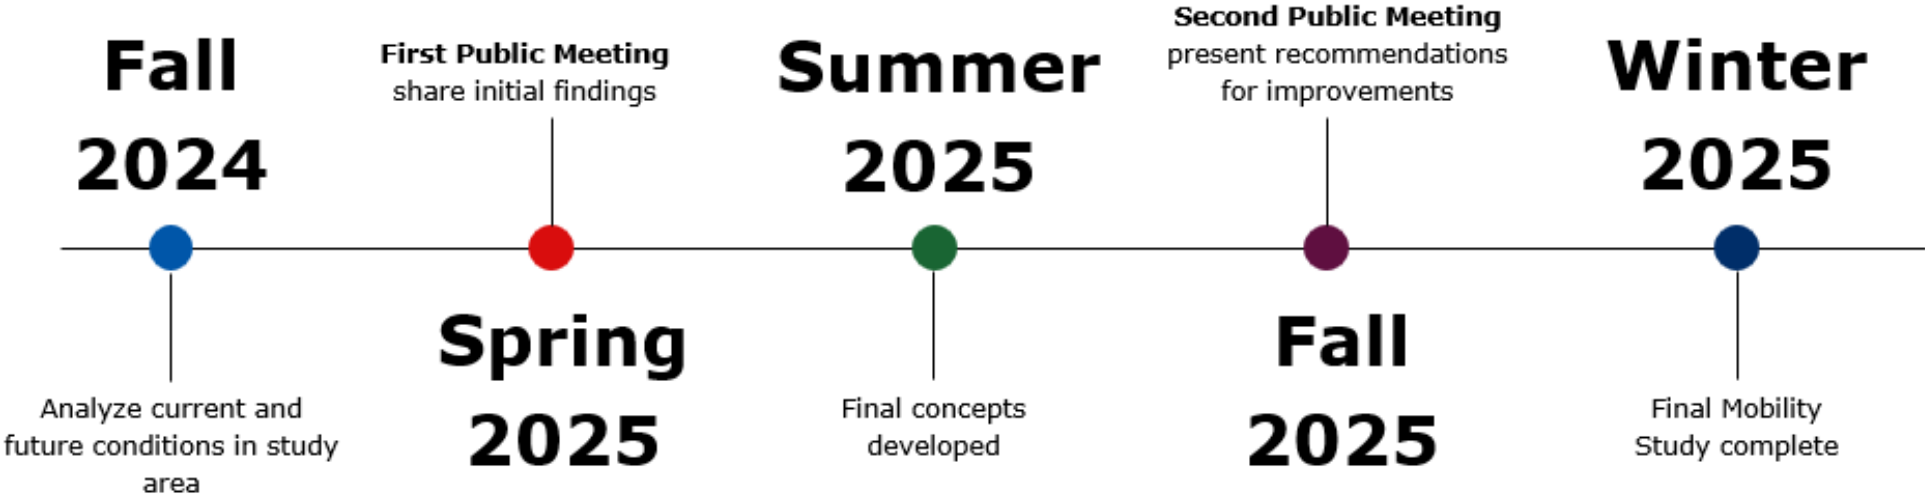 Fall
2024
Analyze current and
future conditions in study
area
First Public Meeting
share initial findings
Spring
2025
Summer
2025
Final concepts
developed
Second Public Meeting
present recommendations
for improvements
Fall
2025
Winter
2025
Final Mobility
Study complete